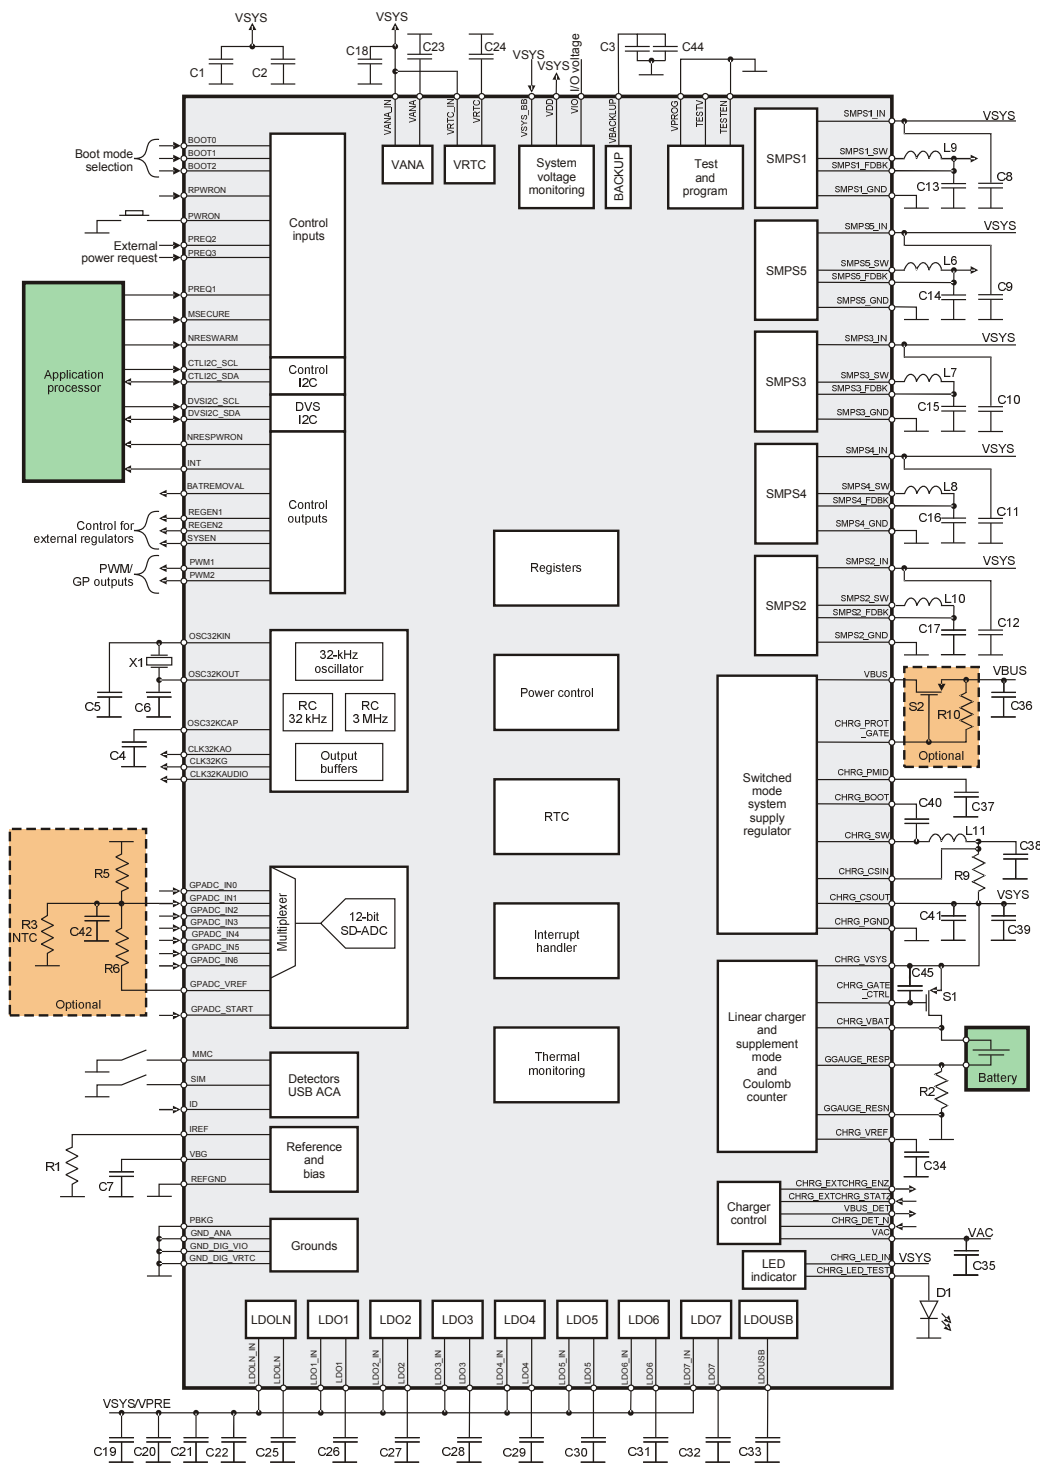 VSYS
VSYS
C1
C2
C18
C23
C24
VSYS
VSYS
I/O voltage
C3
C44
VANA_IN
VANA
VRTC_IN
VRTC
VSYS_BB
VDD
VIO
VBACKUP
VPROG
TESTV
TESTEN
VANA
VRTC
System
voltage
monitoring
BACKUP
Test
and
program
Boot mode
selection
BOOT0
BOOT1
BOOT2
RPWRON
PWRON
External
power request
PREQ2
PREQ3
PREQ1
MSECURE
NRESWARM
Control
inputs
Application
processor
CTLI2C_SCL
CTLI2C_SDA
Control
I2C
DVSI2C_SCL
DVSI2C_SDA
DVS
I2C
NRESPWRON
INT
BATREMOVAL
Control for
external regulators
REGEN1
REGEN2
SYSEN
PWM/
GP outputs
PWM1
PWM2
Control
outputs
SMPS1
SMPS1_IN
SMPS1_SW
SMPS1_FDBK
SMPS1_GND
VSYS
L9
C13
C8
SMPS5
SMPS5_IN
SMPS5_SW
SMPS5_FDBK
SMPS5_GND
VSYS
L6
C14
C9
SMPS3
SMPS3_IN
SMPS3_SW
SMPS3_FDBK
SMPS3_GND
VSYS
L7
C15
C10
SMPS4
SMPS4_IN
SMPS4_SW
SMPS4_FDBK
SMPS4_GND
VSYS
L8
C16
C11
SMPS2
SMPS2_IN
SMPS2_SW
SMPS2_FDBK
SMPS2_GND
VSYS
L10
C17
C12
Registers
Power control
RTC
Interrupt
handler
Thermal
monitoring
X1
C5
C6
C4
OSC32KIN
OSC32KOUT
OSC32KCAP
CLK32KAO
CLK32KG
CLK32KAUDIO
32-kHz
oscillator
RC
32 kHz
RC
3 MHz
Output
buffers
R5
R3
NTC
C42
R6
Optional
GPADC_IN0
GPADC_IN1
GPADC_IN2
GPADC_IN3
GPADC_IN4
GPADC_IN5
GPADC_IN6
GPADC_VREF
GPADC_START
Multiplexer
12-bit
SD-ADC
MMC
SIM
ID
Detectors
USB ACA
IREF
VBG
REFGND
R1
C7
Reference
and
bias
PBKG
GND_ANA
GND_DIG_VIO
GND_DIG_VRTC
Grounds
Switched
mode
system
supply
regulator
VBUS
CHRG_PROT
_GATE
CHRG_PMID
CHRG_BOOT
CHRG_SW
CHRG_CSIN
CHRG_CSOUT
CHRG_PGND
S2
R10
Optional
VBUS
C36
C37
C40
L11
C38
R9
VSYS
C41
C39
Linear charger
and
supplement
mode
and
Coulomb
counter
CHRG_VSYS
CHRG_GATE
_CTRL
CHRG_VBAT
GGAUGE_RESP
GGAUGE_RESN
CHRG_VREF
C45
S1
Battery
R2
C34
Charger
control
CHRG_EXTCHRG_ENZ
CHRG_EXTCHRG_STATZ
VBUS_DET
CHRG_DET_N
VAC
VAC
C35
LED
indicator
CHRG_LED_IN
CHRG_LED_TEST
VSYS
D1
LDOLN
LDO1
LDO2
LDO3
LDO4
LDO5
LDO6
LDO7
LDOUSB
LDOLN_IN
LDOLN
LDO1_IN
LDO1
LDO2_IN
LDO2
LDO3_IN
LDO3
LDO4_IN
LDO4
LDO5_IN
LDO5
LDO6_IN
LDO6
LDO7_IN
LDO7
LDOUSB
VSYS/VPRE
C19
C20
C21
C22
C25
C26
C27
C28
C29
C30
C31
C32
C33